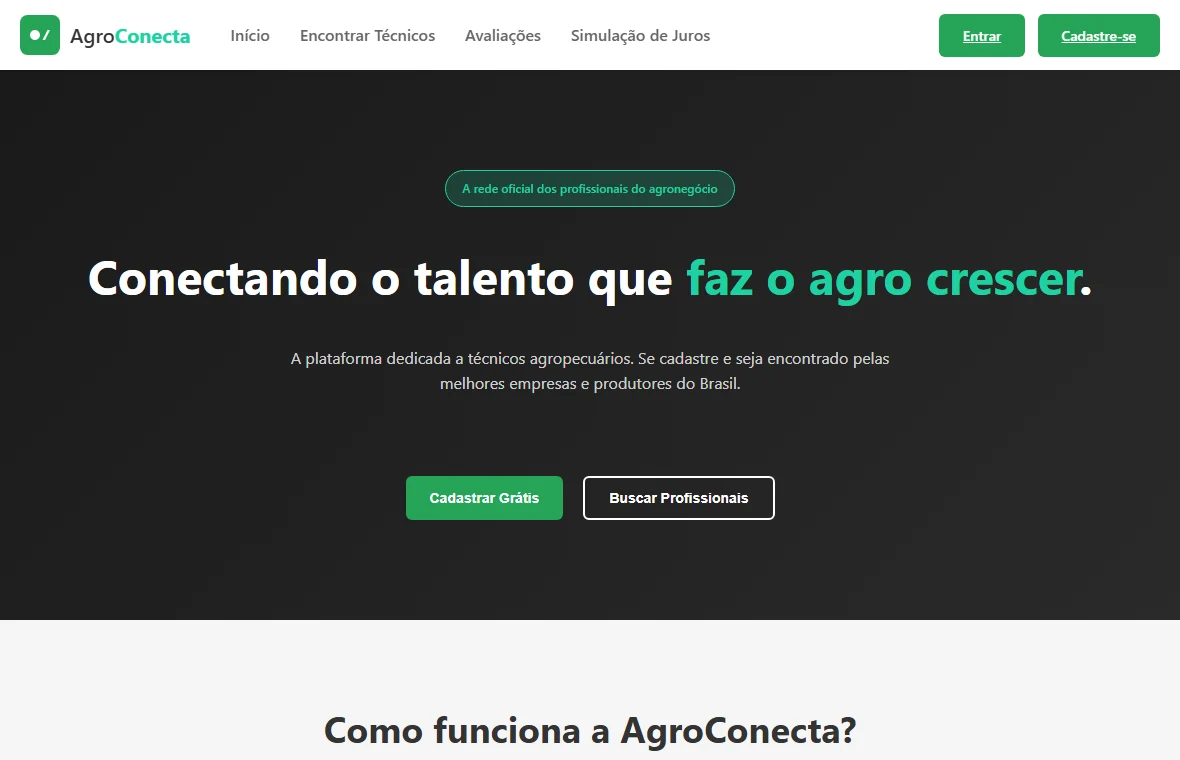 AgroConecta
Início
Encontrar Técnicos
Avaliações
Simulação de Juros
Entrar
Cadastre-se
A rede oficial dos profissionais do agronegócio
Conectando o talento que faz o agro crescer.
A plataforma dedicada a técnicos agropecuários. Se cadastre e seja encontrado pelas
melhores empresas e produtores do Brasil.
Cadastrar Grátis
Buscar Profissionais
Como funciona a AgroConecta?